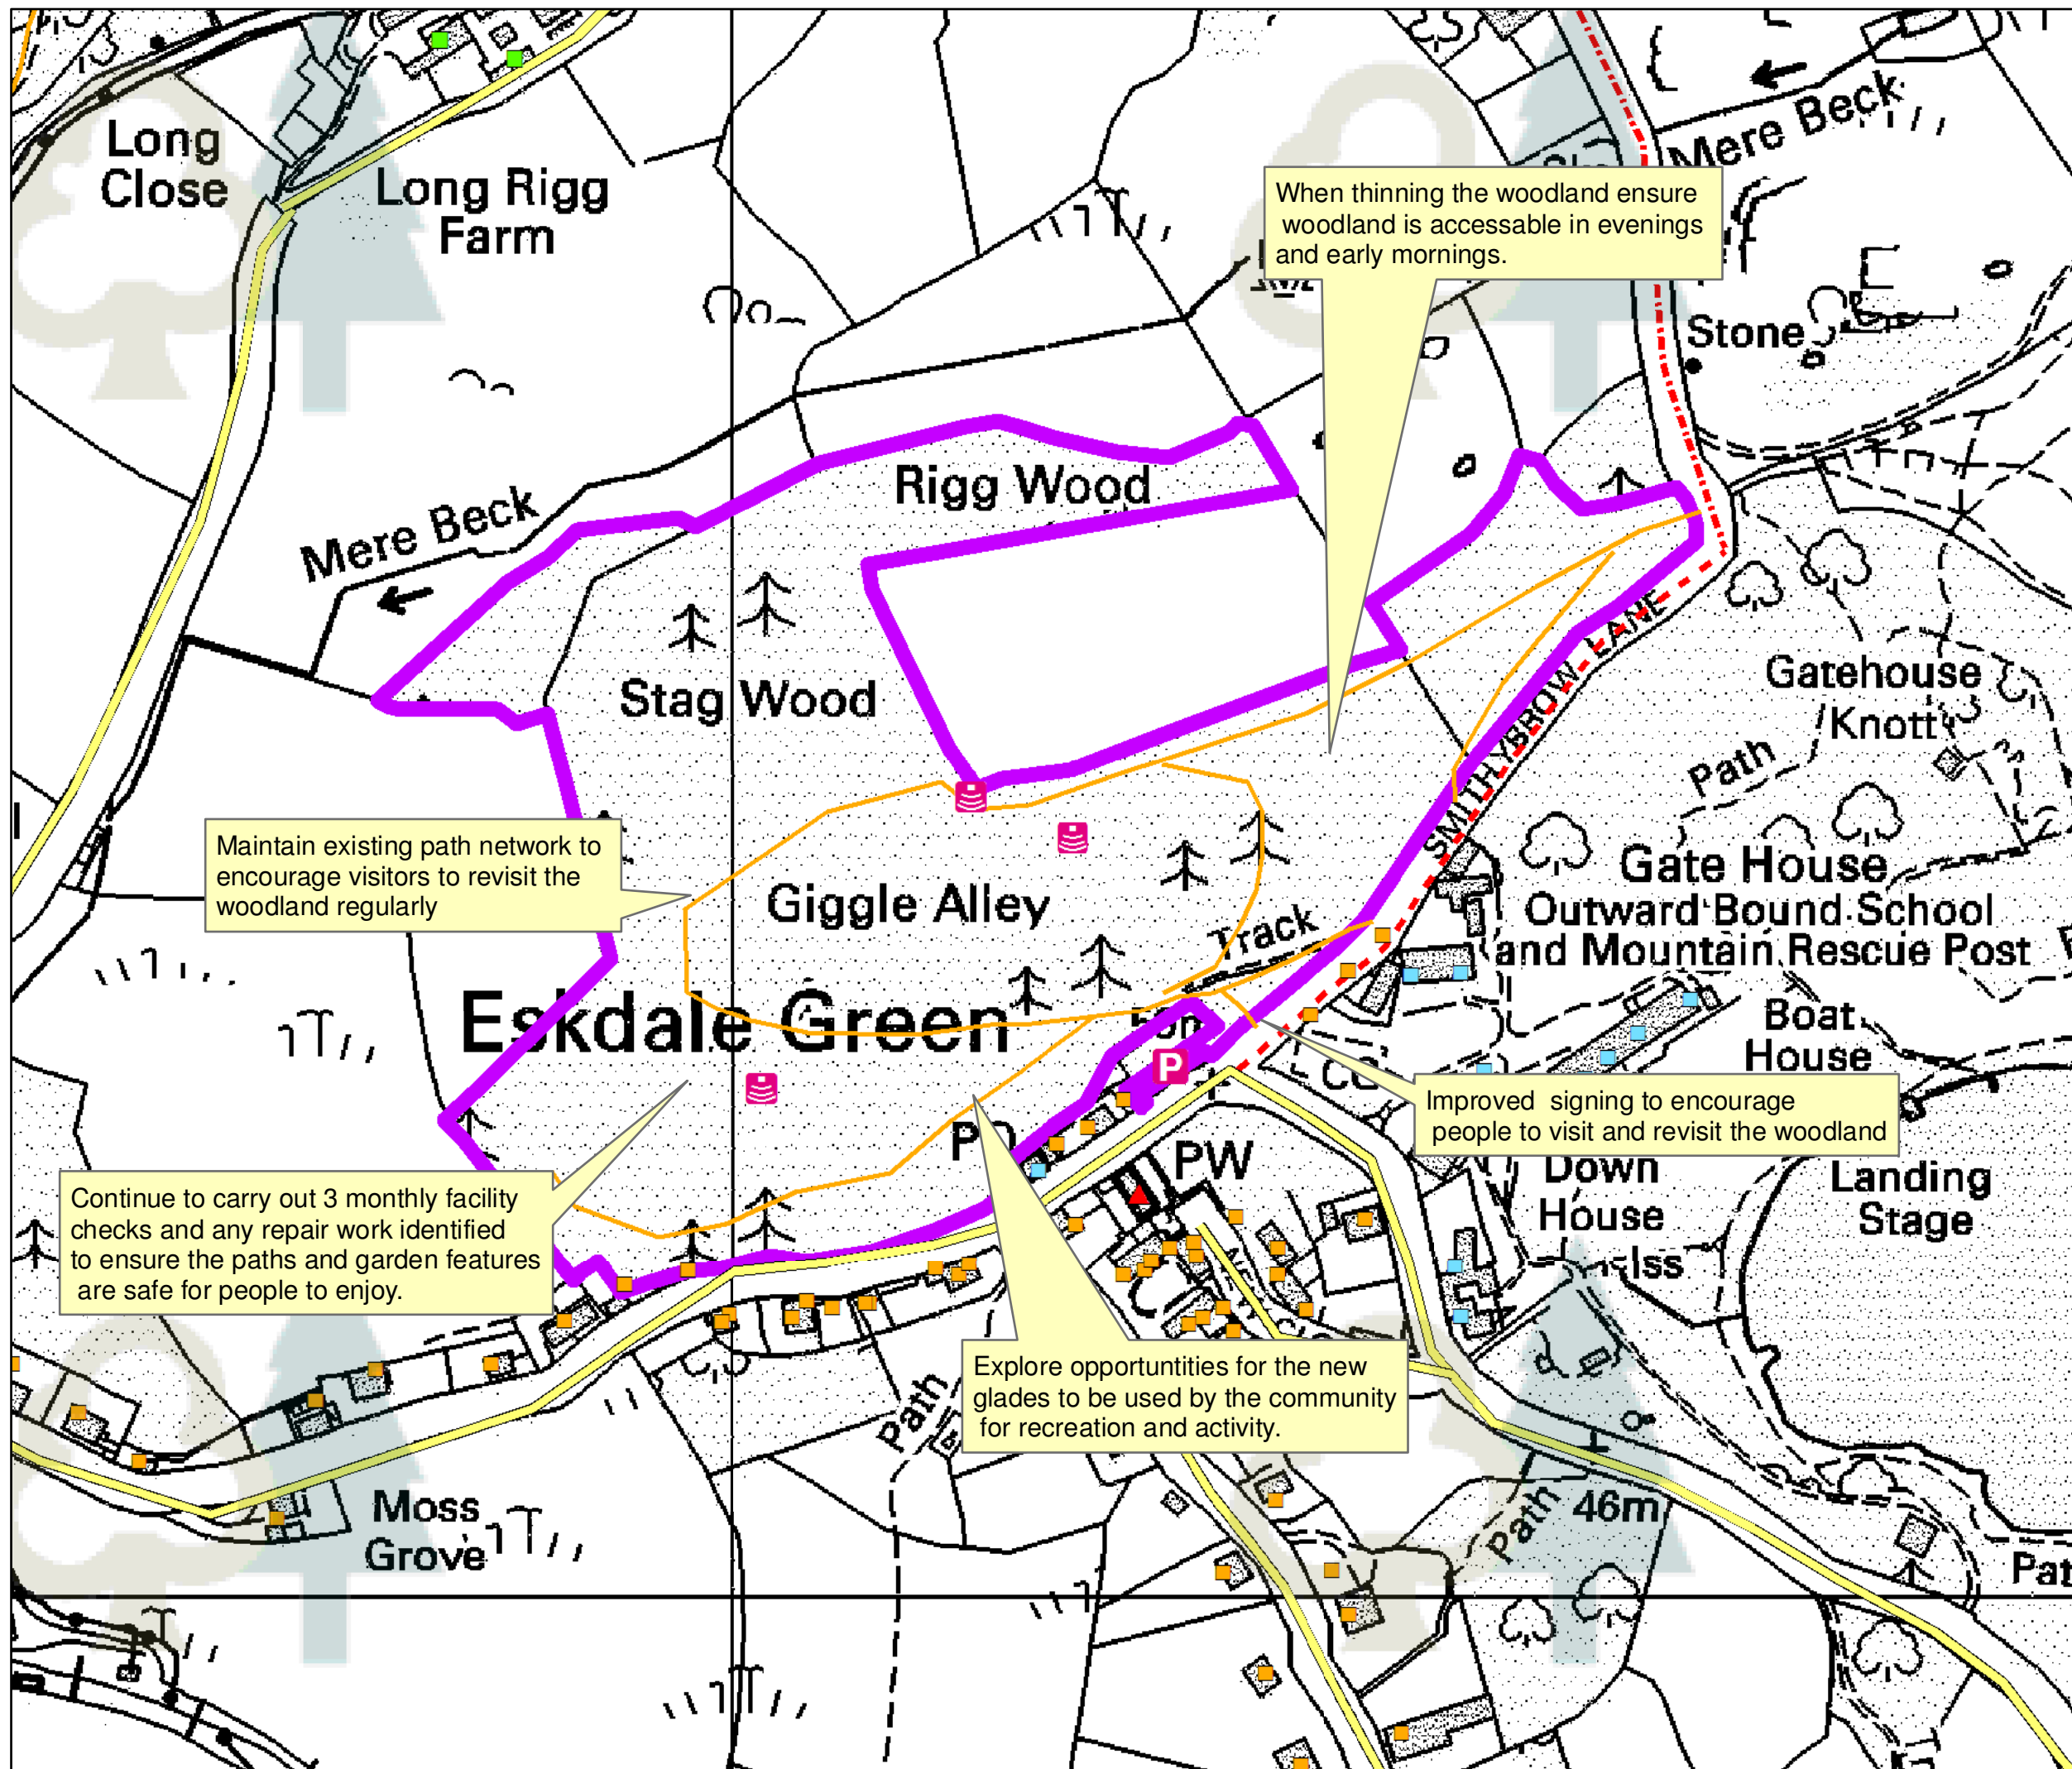 Long
Close
Long Rigg
Farm
Mere Beck
When thinning the woodland ensure
woodland is accessable in evenings
and early mornings.
Stone
Rigg Wood
Mere Beck
Stag Wood
SMITHYBROW LANE
Gatehouse
Knott
Path
Maintain existing path network to
encourage visitors to revisit the
woodland regularly
Giggle Alley
Gate House
Outward Bound School
and Mountain Rescue Post
Track
Eskdale Green
Boat
House
P
CG
Improved signing to encourage
people to visit and revisit the woodland
PO
PW
Down
House
Landing
Stage
Iss
Continue to carry out 3 monthly facility
checks and any repair work identified
to ensure the paths and garden features
are safe for people to enjoy.
Explore opportuntities for the new
glades to be used by the community
for recreation and activity.
Path
Moss
Grove
Path
46m
Pat